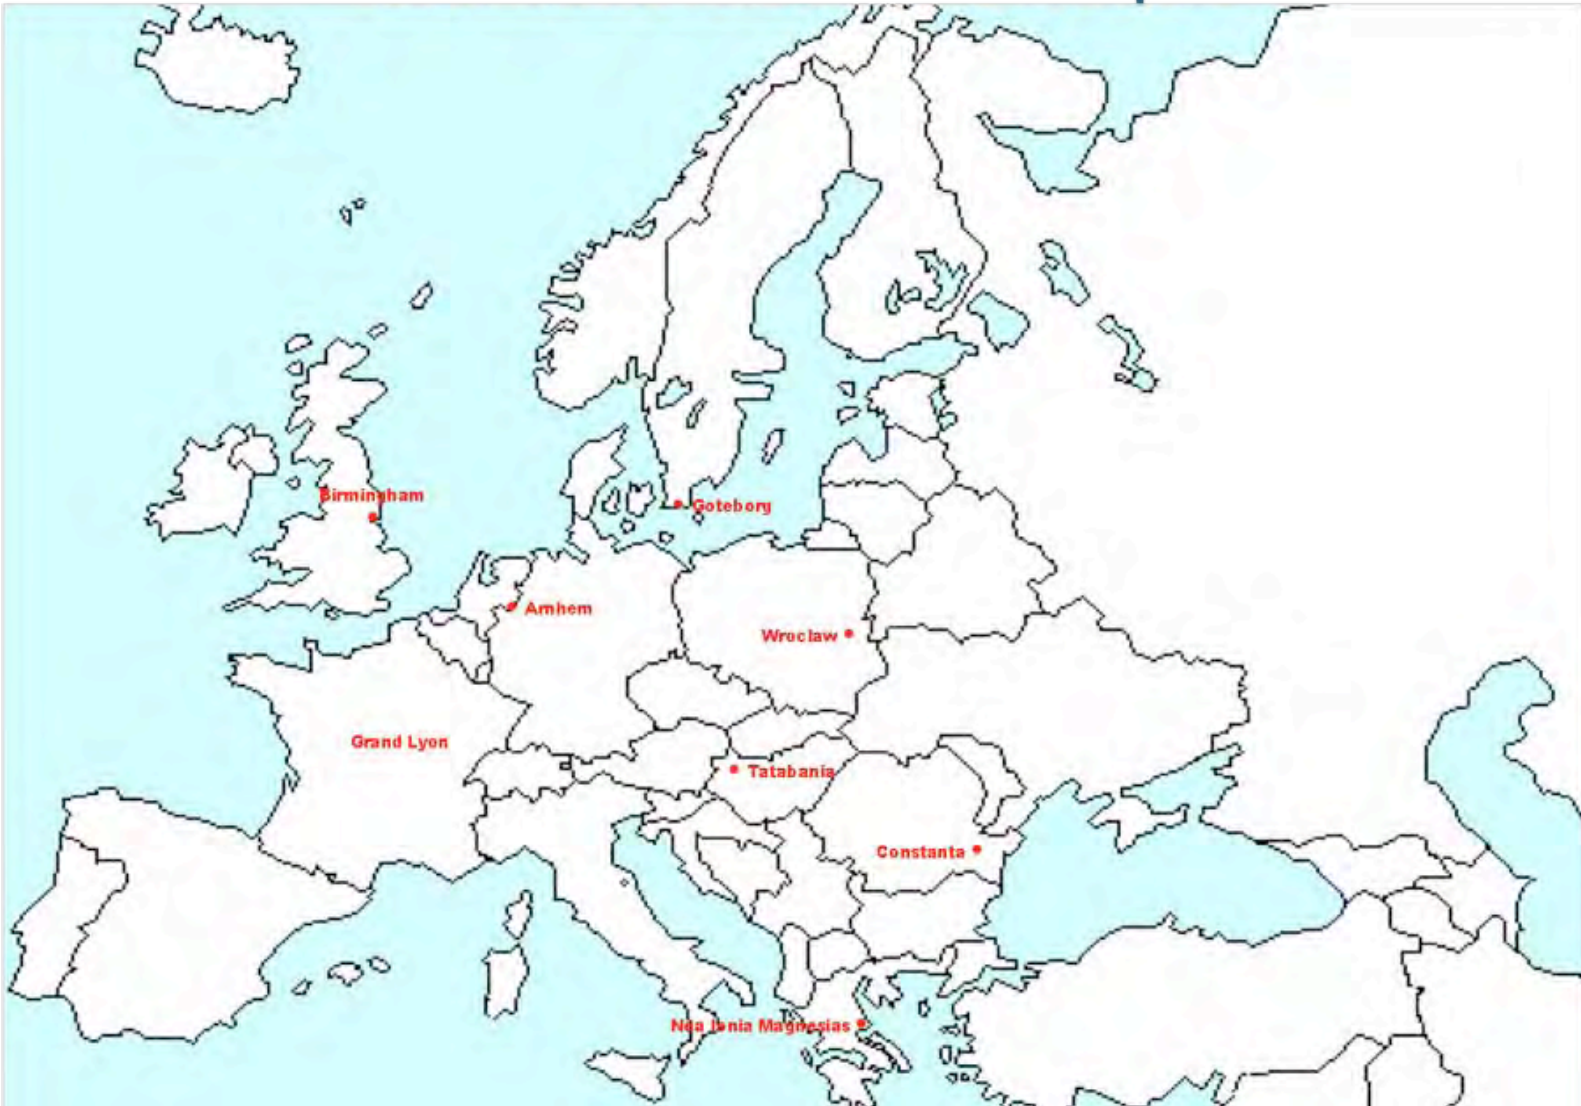 Birmingham
Goteborg
Arnhem
Wroclaw
Grand Lyon
Tatabania
Constanta
Nea Ionia Magnesias